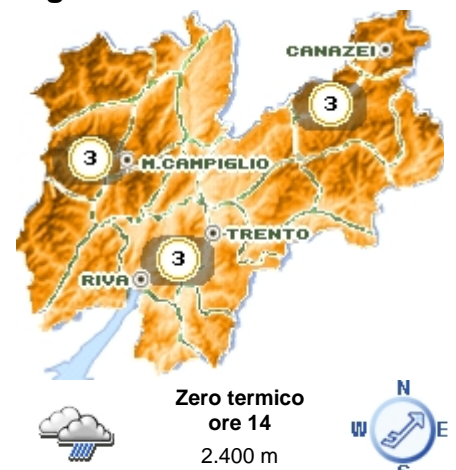 CANAZEI
3
3
M.CAMPIGLIO
TRENTO
3
RIVA
Zero termico
ore 14
2.400 m
N
W E
S